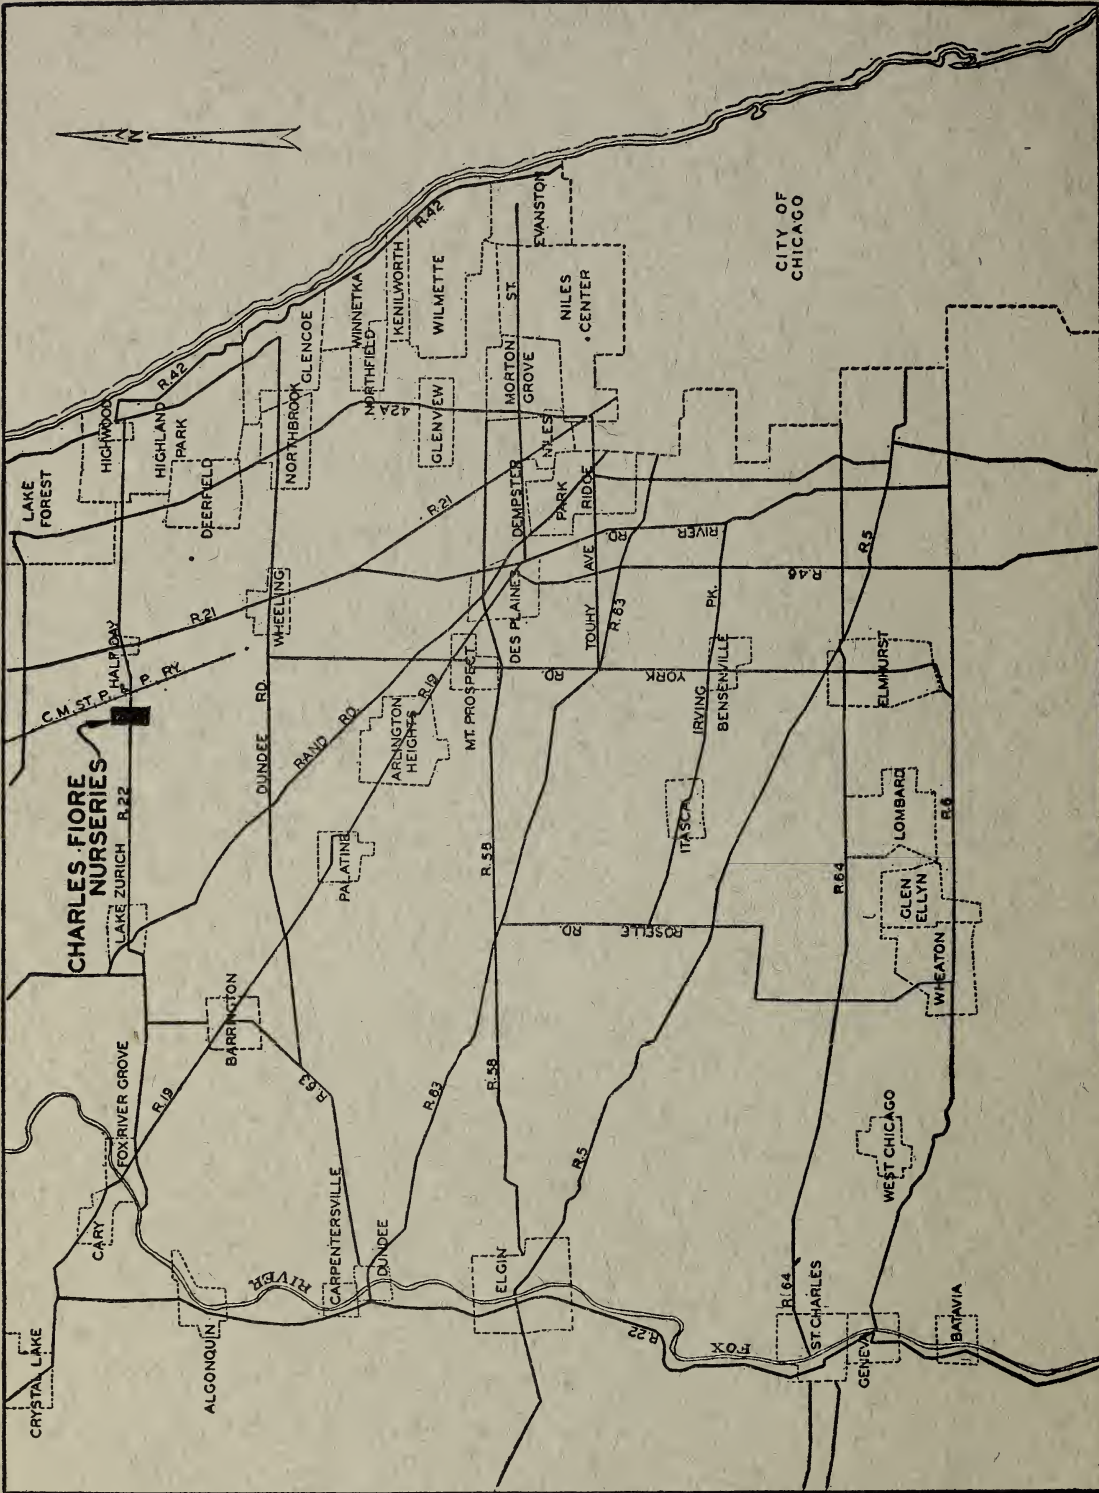 N
LAKE
FOREST
HIGHWOOD
R.42
HIGHLAND
PARK
DEERFIELD
GLENCOE
NORTHBROOK
WINNETKA
NORTHFIELD
KENILWORTH
R.42
WILMETTE
42A
GLENVIEW
MORTON
GROVE
NILES
CENTER
EVANSTON
DEMPSTER ST.
NILES
PARK
RIDGE
CITY OF
CHICAGO
R.21
R.21
HALF DAY
C.M. ST. P. & P. RY.
CHARLES FIORE
NURSERIES
R.22
LAKE ZURICH
WHEELING
DUNDEE RD.
RAND RD.
ARLINGTON
HEIGHTS
R.19
MT. PROSPECT
DES PLAINES
TOUHY AVE
R.63
RIVER RD.
YORK RD.
IRVING PK.
BENSENVILLE
R.46
R.5
ELMHURST
PALATINE
R.58
ITASCA
R.64
LOMBARD
R.6
GLEN
ELLYN
WHEATON
ROSELLE RD.
BARRINGTON
R.63
FOX RIVER GROVE
R.19
CARY
R.63
R.58
R.5
WEST CHICAGO
CARPENTERSVILLE
DUNDEE
ELGIN
RIVER
ALGONQUIN
CRYSTAL LAKE
R.22
FOX
R.64
ST. CHARLES
GENEVA
BATAVIA